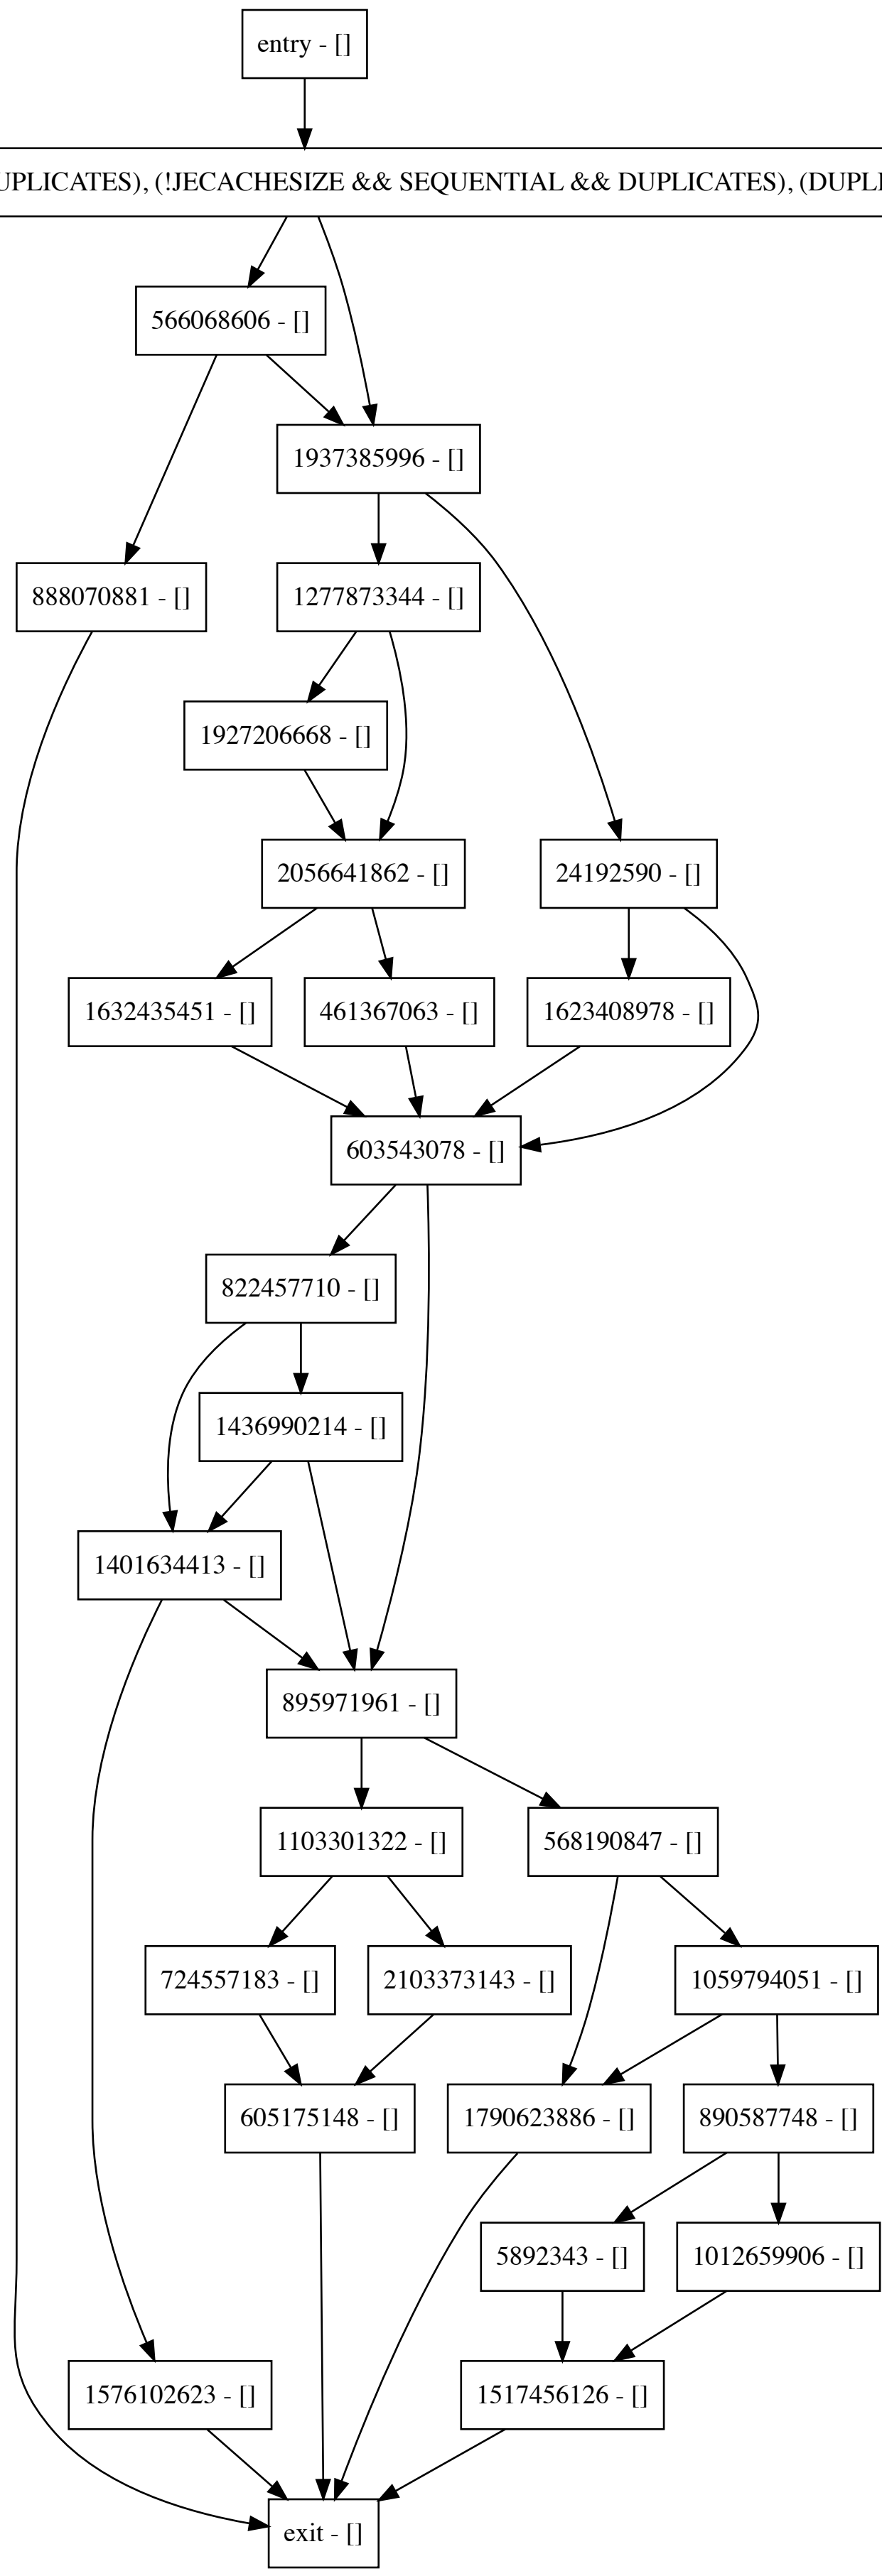 entry - []
UPLICATES), (!JECACHESIZE && SEQUENTIAL && DUPLICATES), (DUPL
566068606 - []
1937385996 - []
888070881 - []
1277873344 - []
1927206668 - []
2056641862 - []
24192590 - []
1632435451 - []
461367063 - []
1623408978 - []
603543078 - []
822457710 - []
1436990214 - []
1401634413 - []
895971961 - []
1103301322 - []
568190847 - []
724557183 - []
2103373143 - []
1059794051 - []
605175148 - []
1790623886 - []
890587748 - []
5892343 - []
1012659906 - []
1576102623 - []
1517456126 - []
exit - []